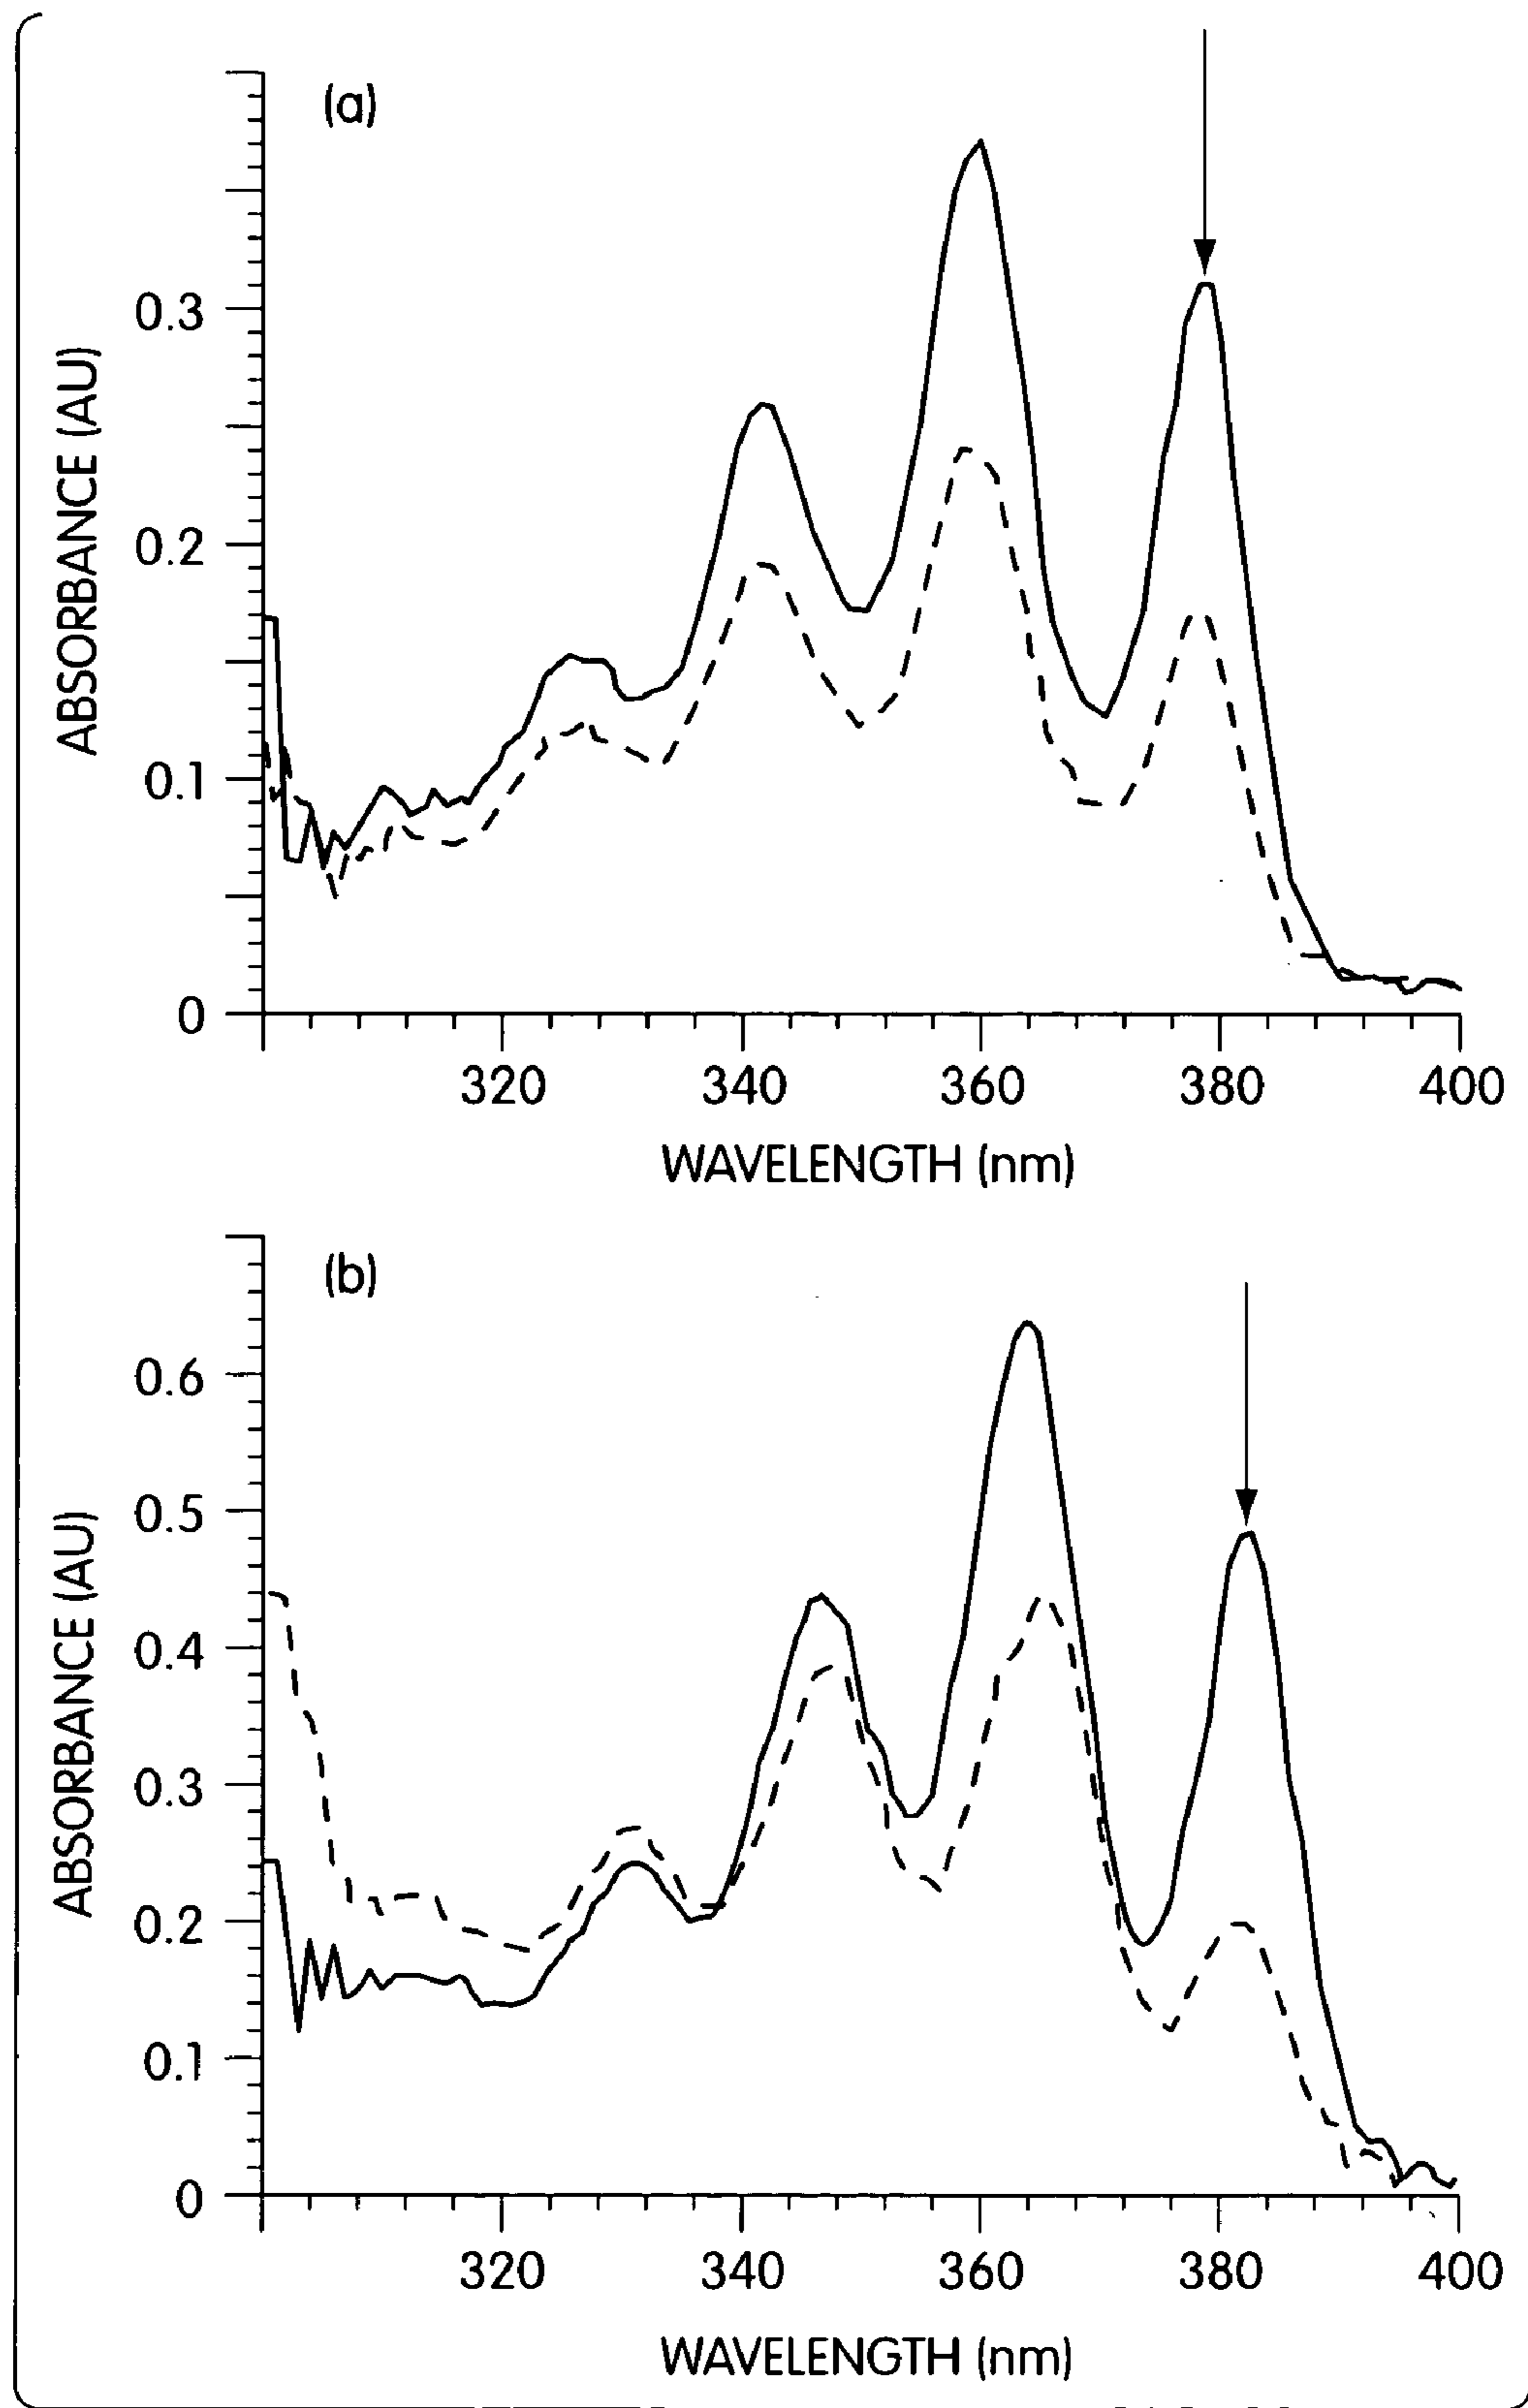 (a)
ABSORBANCE (AU)
0.3
0.2
0.1
0
320 340 360 380 400
WAVELENGTH (nm)
(b)
ABSORBANCE (AU)
0.6
0.5
0.4
0.3
0.2
0.1
0
320 340 360 380 400
WAVELENGTH (nm)